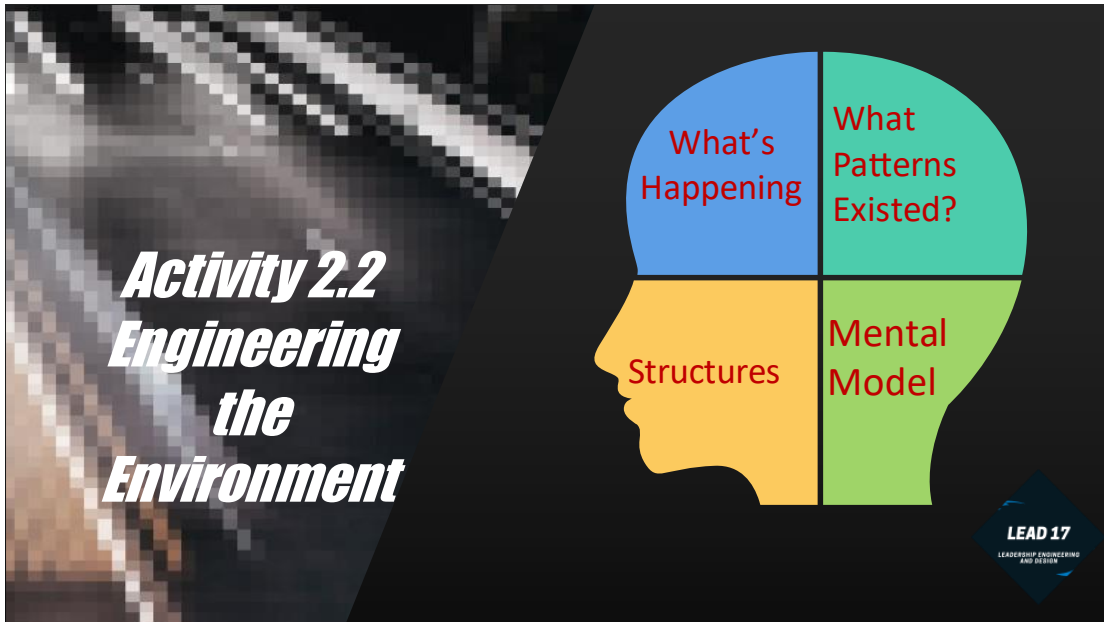 Activity 2.2
Engineering
the
Environment
What’s
Happening
What
Patterns
Existed?
Structures
Mental
Model
LEAD 17
LEADERSHIP ENGINEERING
AND DESIGN